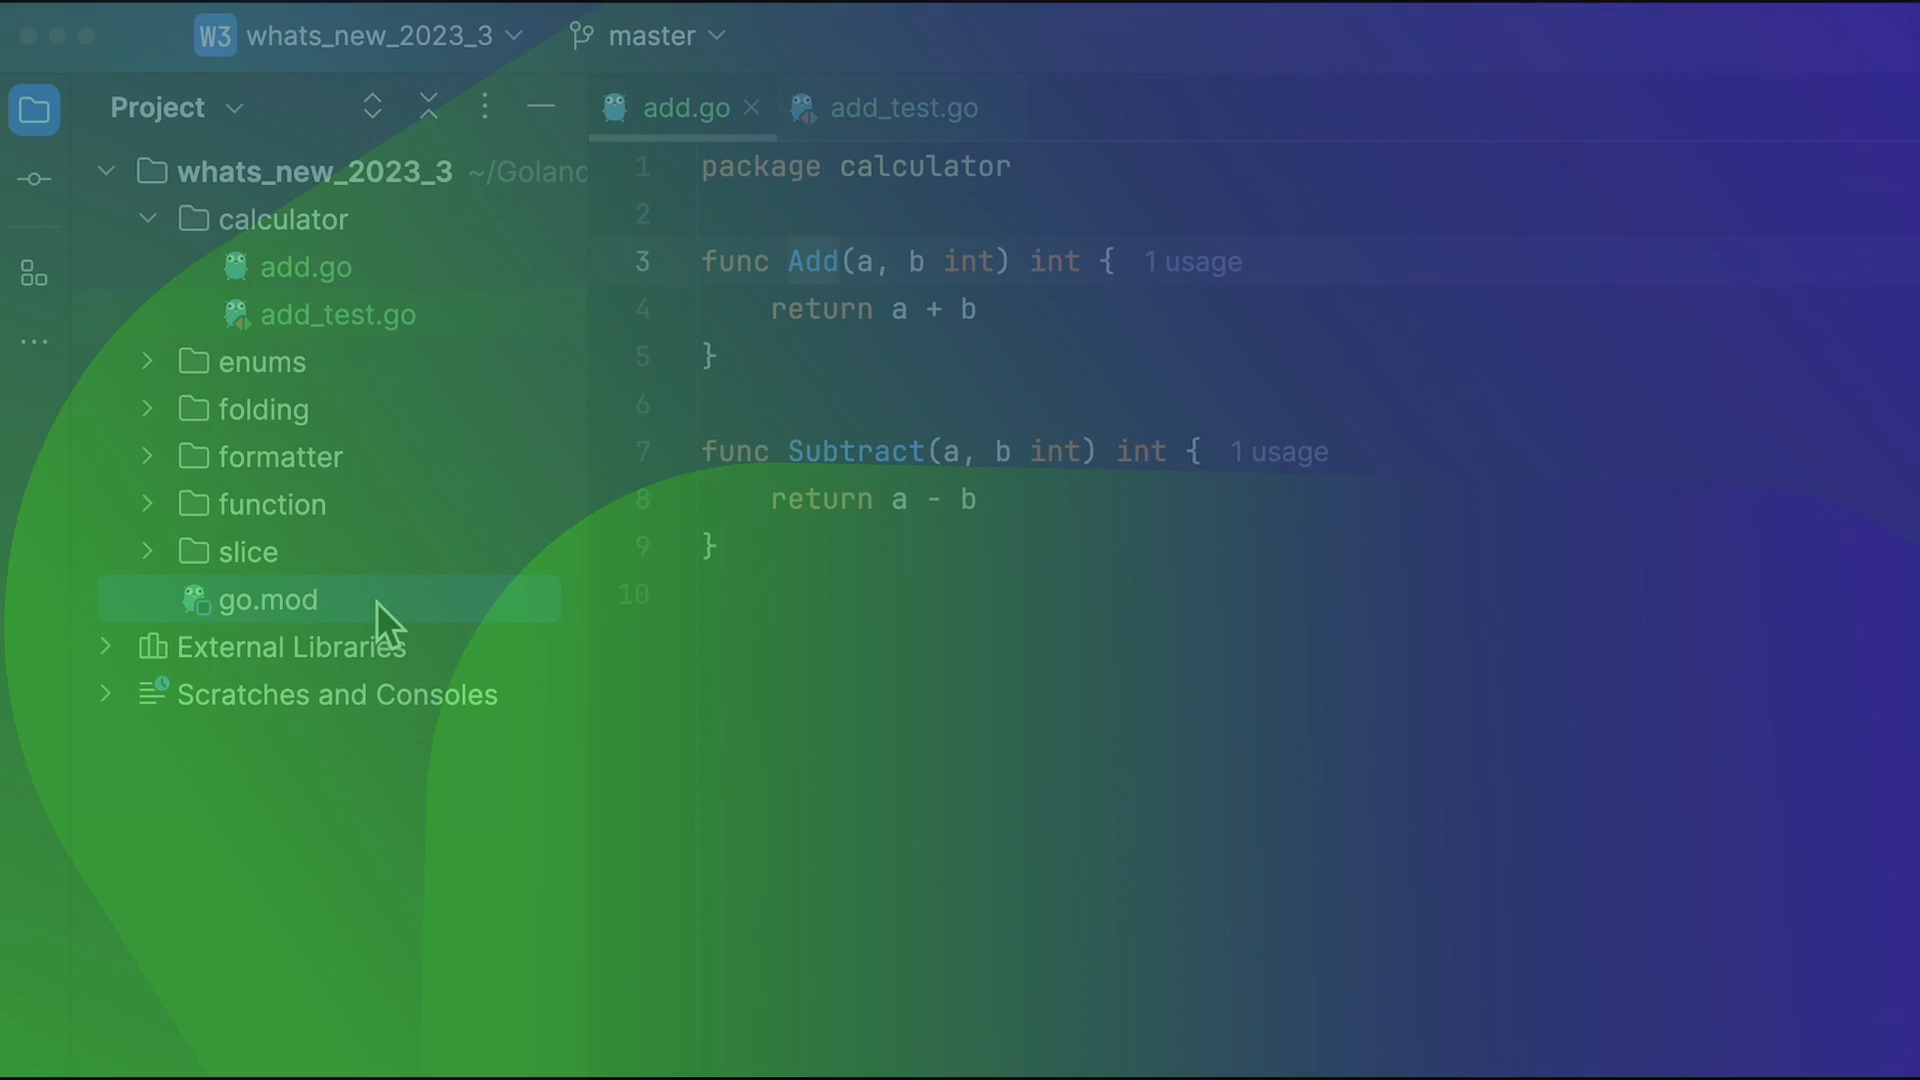 W3 whats_new_2023_3 master
Project
add.go add_test.go
whats_new_2023_3 ~/Goland
calculator
add.go
add_test.go
enums
folding
formatter
function
slice
go.mod
External Libraries
Scratches and Consoles
1 package calculator
2
3 func Add(a, b int) int { 1 usage
4 return a + b
5 }
6
7 func Subtract(a, b int) int { 1 usage
8 return a - b
9 }
10